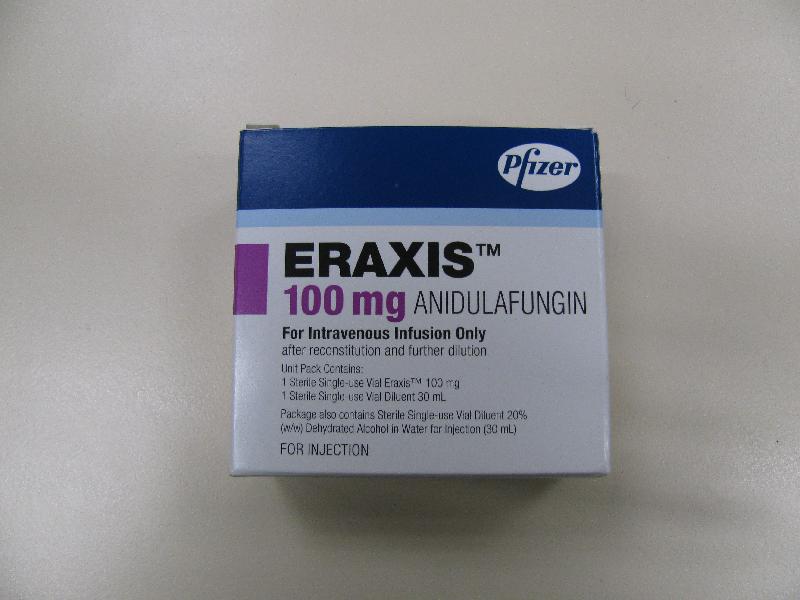 Pfizer
ERAXIS™
100 mg ANIDULAFUNGIN
For Intravenous Infusion Only
after reconstitution and further dilution
Unit Pack Contains:
1 Sterile Single-use Vial Eraxis™ 100 mg
1 Sterile Single-use Vial Diluent 30 mL
Package also contains Sterile Single-use Vial Diluent 20%
(w/w) Dehydrated Alcohol in Water for Injection (30 mL)
FOR INJECTION